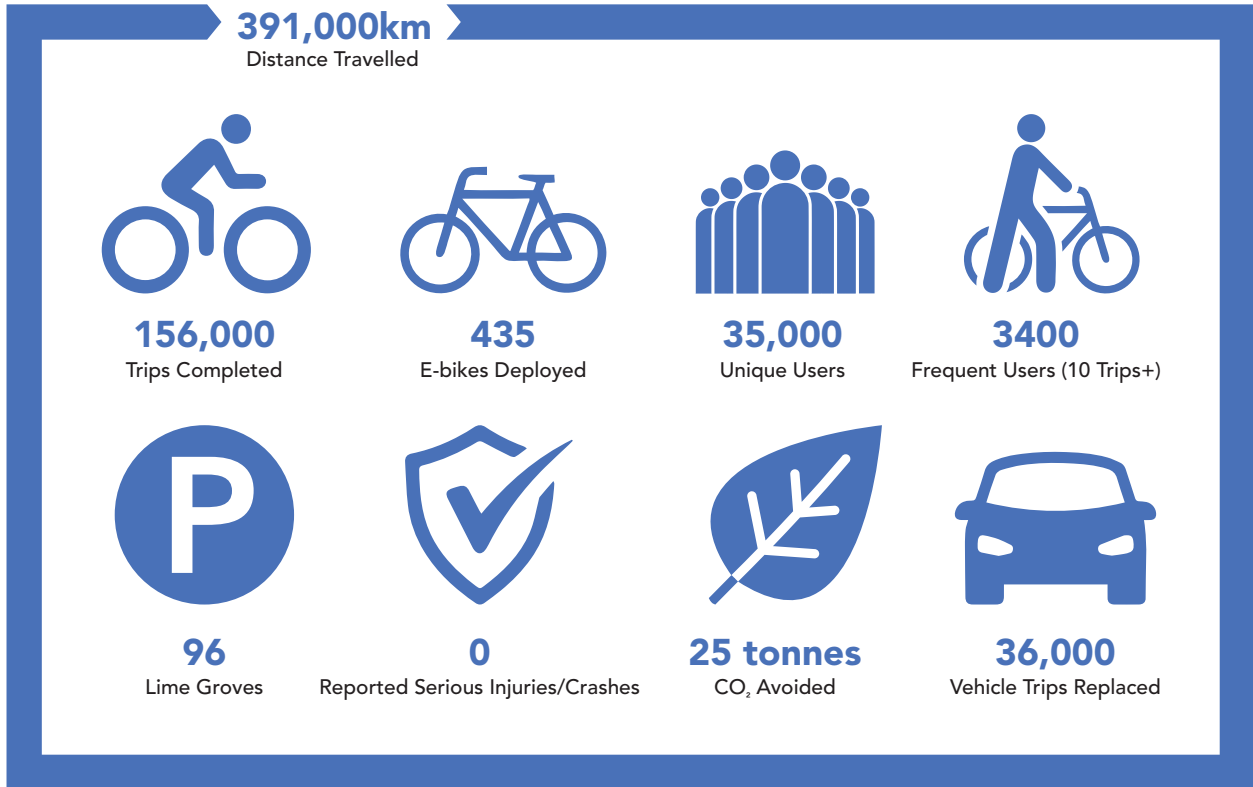 391,000km
Distance Travelled
156,000
Trips Completed
435
E-bikes Deployed
35,000
Unique Users
3400
Frequent Users (10 Trips+)
P
96
Lime Groves
0
Reported Serious Injuries/Crashes
25 tonnes
CO₂ Avoided
36,000
Vehicle Trips Replaced